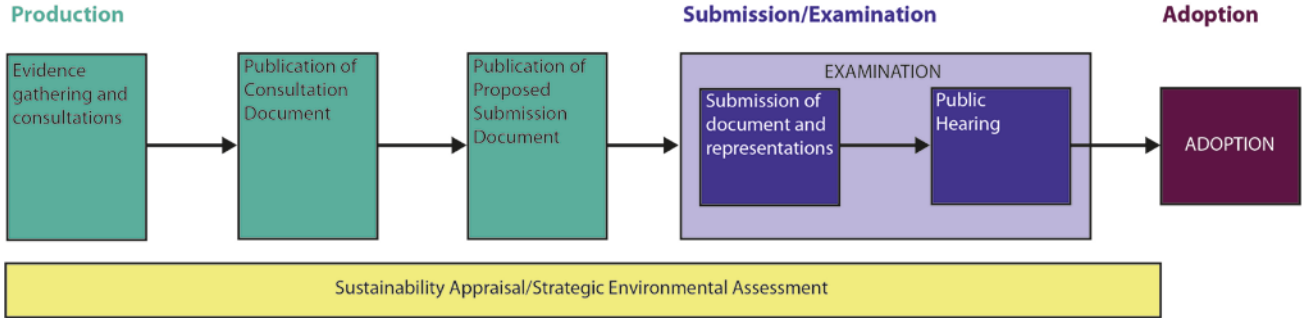 Production
Submission/Examination
Adoption
Evidence
gathering and
consultations
Publication of
Consultation
Document
Publication of
Proposed
Submission
Document
EXAMINATION
Submission of
document and
representations
Public
Hearing
ADOPTION
Sustainability Appraisal/Strategic Environmental Assessment